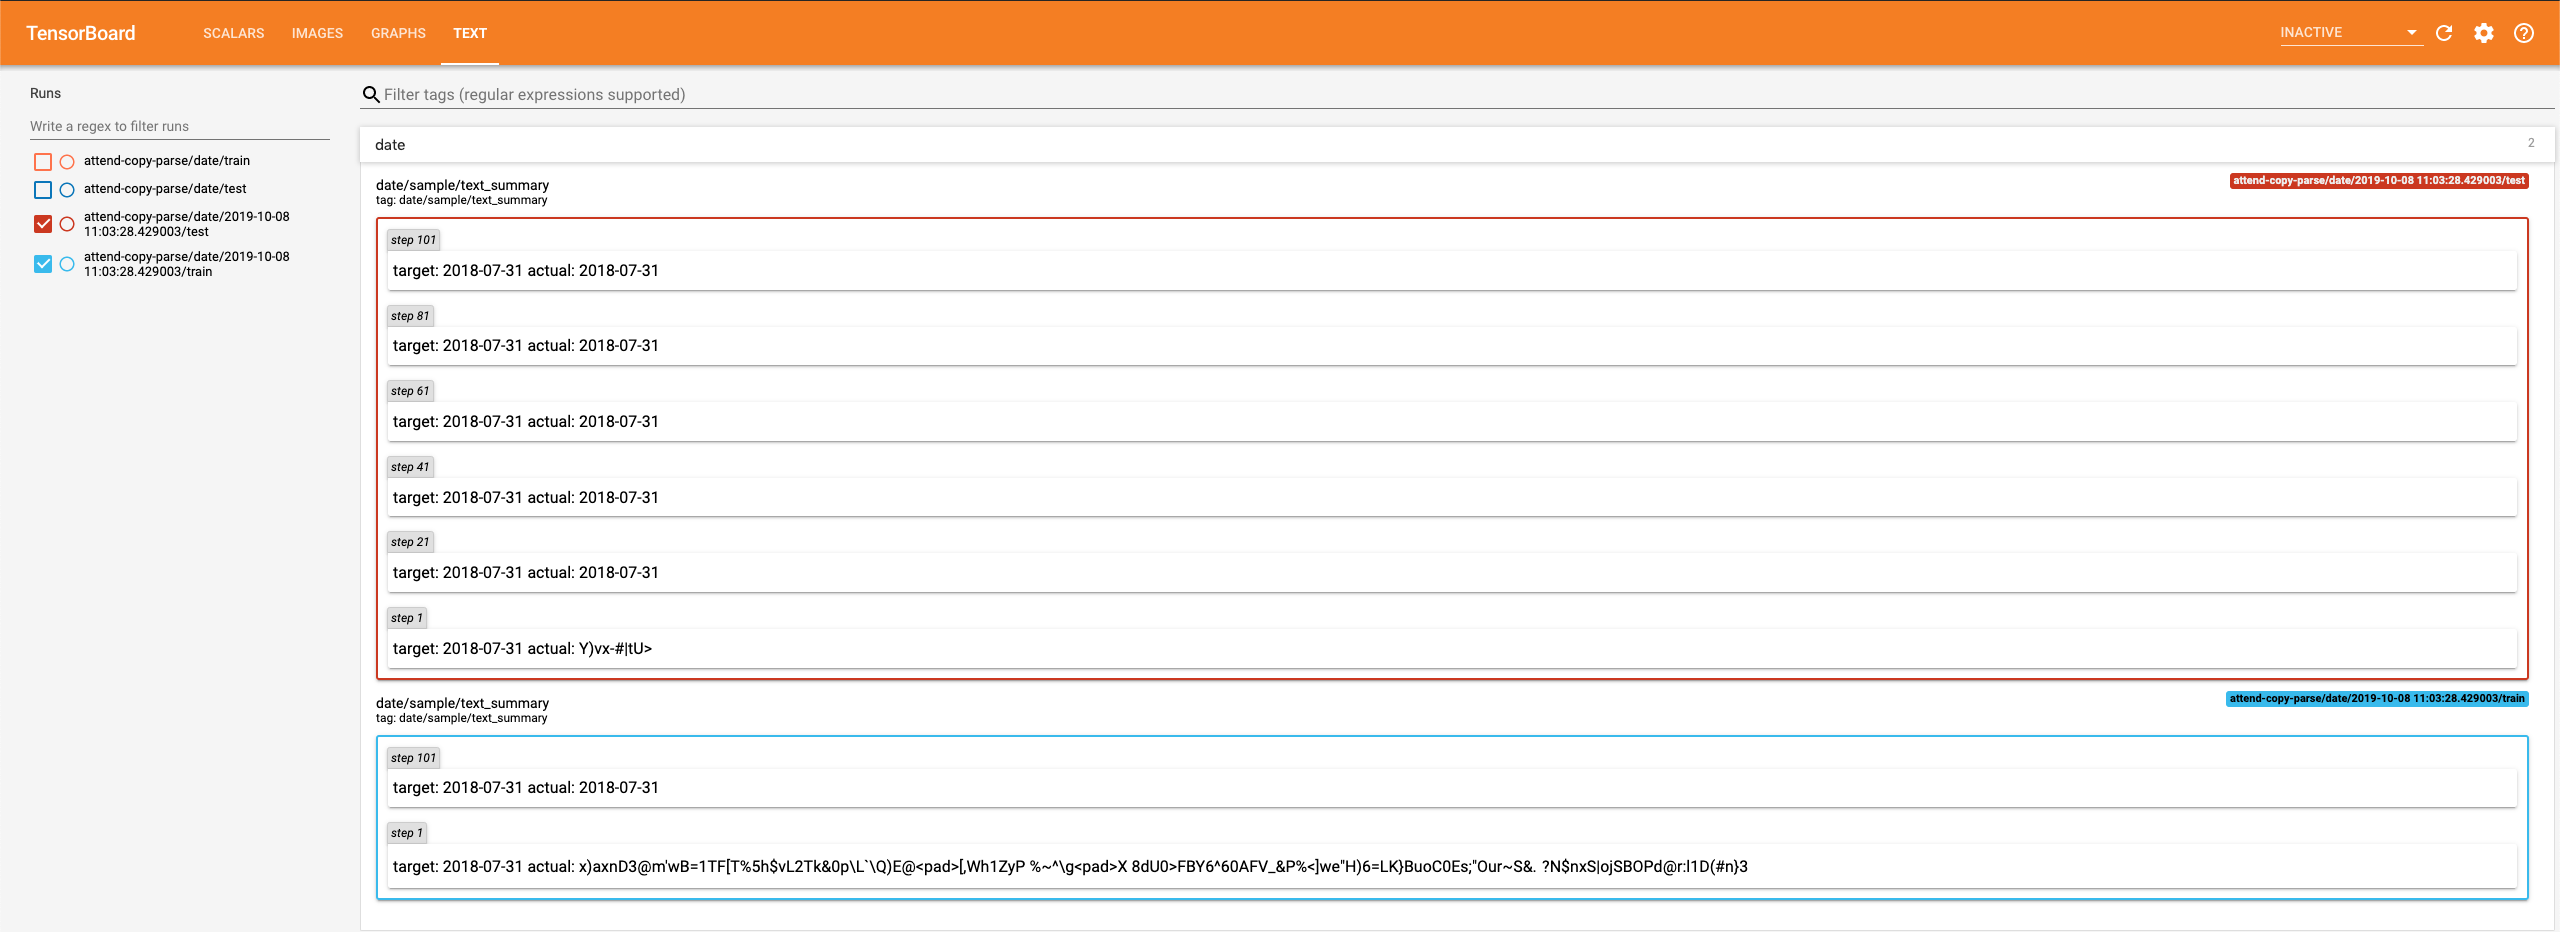 TensorBoard SCALARS IMAGES GRAPHS TEXT INACTIVE
Runs
Write a regex to filter runs
attend-copy-parse/date/train
attend-copy-parse/date/test
attend-copy-parse/date/2019-10-08
11:03:28.429003/test
attend-copy-parse/date/2019-10-08
11:03:28.429003/train
Filter tags (regular expressions supported)
date 2
date/sample/text_summary
tag: date/sample/text_summary
attend-copy-parse/date/2019-10-08 11:03:28.429003/test
step 101
target: 2018-07-31 actual: 2018-07-31
step 81
target: 2018-07-31 actual: 2018-07-31
step 61
target: 2018-07-31 actual: 2018-07-31
step 41
target: 2018-07-31 actual: 2018-07-31
step 21
target: 2018-07-31 actual: 2018-07-31
step 1
target: 2018-07-31 actual: Y)vx-#|tU>
date/sample/text_summary
tag: date/sample/text_summary
attend-copy-parse/date/2019-10-08 11:03:28.429003/train
step 101
target: 2018-07-31 actual: 2018-07-31
step 1
target: 2018-07-31 actual: x)axnD3@m'wB=1TF[T%5h$vL2Tk&0p\L`\Q)E@<pad>[,Wh1ZyP %~^\g<pad>X 8dU0>FBY6^60AFV_&P%<]we"H)6=LK}BuoC0Es;"Our~S&. ?N$nxS|ojSBOPd@r:l1D(#n}3